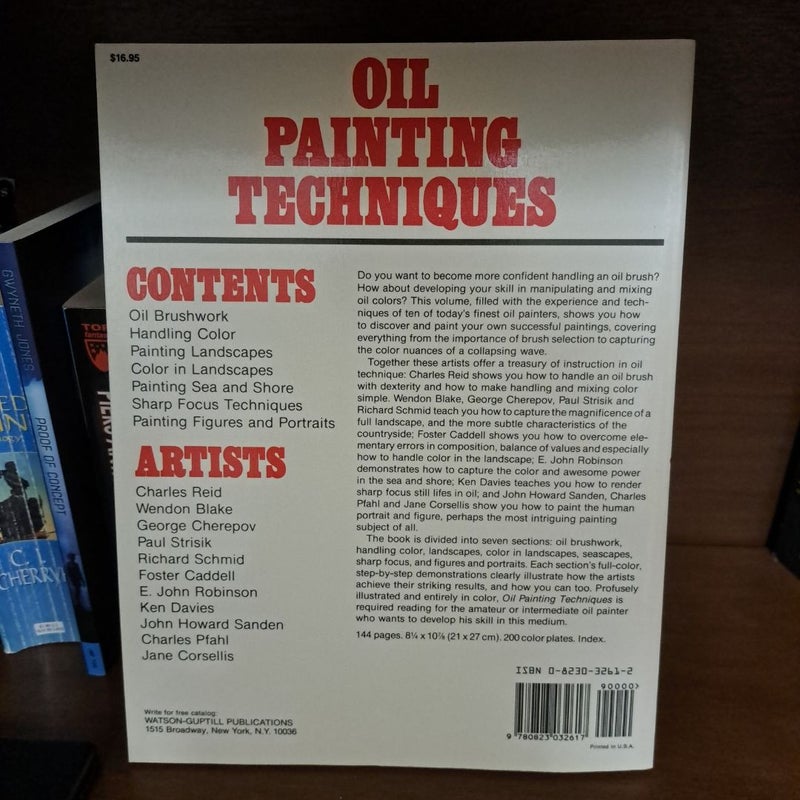 $16.95
OIL
PAINTING
TECHNIQUES
CONTENTS
Oil Brushwork
Handling Color
Painting Landscapes
Color in Landscapes
Painting Sea and Shore
Sharp Focus Techniques
Painting Figures and Portraits
ARTISTS
Charles Reid
Wendon Blake
George Cherepov
Paul Strisik
Richard Schmid
Foster Caddell
E. John Robinson
Ken Davies
John Howard Sanden
Charles Pfahl
Jane Corsellis
Do you want to become more confident handling an oil brush?
How about developing your skill in manipulating and mixing
oil colors? This volume, filled with the experience and tech-
niques of ten of today's finest oil painters, shows you how
to discover and paint your own successful paintings, covering
everything from the importance of brush selection to capturing
the color nuances of a collapsing wave.
Together these artists offer a treasury of instruction in oil
technique: Charles Reid shows you how to handle an oil brush
with dexterity and how to make handling and mixing color
simple. Wendon Blake, George Cherepov, Paul Strisik and
Richard Schmid teach you how to capture the magnificence of a
full landscape, and the more subtle characteristics of the
countryside; Foster Caddell shows you how to overcome ele-
mentary errors in composition, balance of values and especially
how to handle color in the landscape; E. John Robinson
demonstrates how to capture the color and awesome power
in the sea and shore; Ken Davies teaches you how to render
sharp focus still lifes in oil; and John Howard Sanden, Charles
Pfahl and Jane Corsellis show you how to paint the human
portrait and figure, perhaps the most intriguing painting
subject of all.
The book is divided into seven sections: oil brushwork,
handling color, landscapes, color in landscapes, seascapes,
sharp focus, and figures and portraits. Each section's full-color,
step-by-step demonstrations clearly illustrate how the artists
achieve their striking results, and how you can too. Profusely
illustrated and entirely in color, Oil Painting Techniques is
required reading for the amateur or intermediate oil painter
who wants to develop his skill in this medium.
144 pages. 8¼ x 10⅞ (21 x 27 cm). 200 color plates. Index.
ISBN 0-8230-3261-2
90000>
9 780823 032617
Printed in U.S.A.
Write for free catalog:
WATSON-GUPTILL PUBLICATIONS
1515 Broadway, New York, N.Y. 10036
GWYNETH JONES
PROOF OF CONCEPT
C. J.
CHERRY
TOR